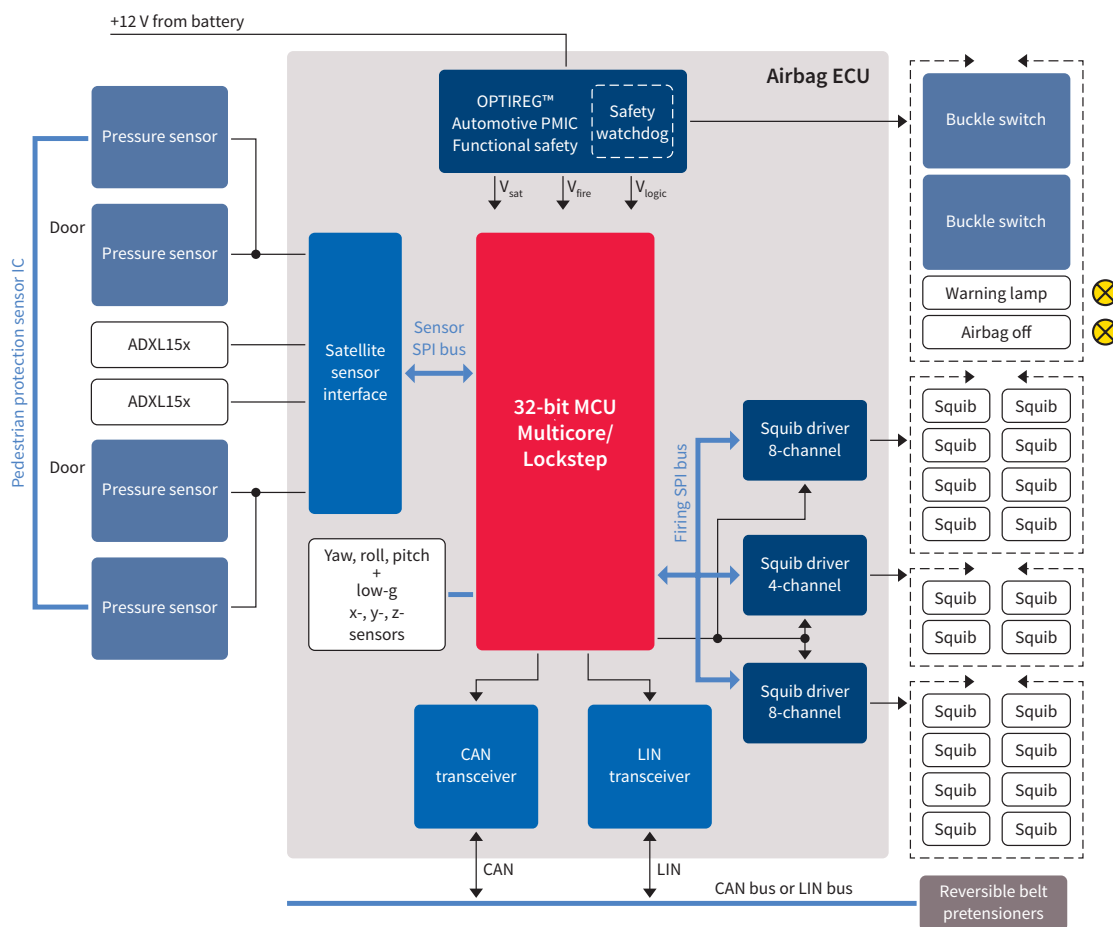 +12 V from battery
Airbag ECU
OPTIREG™
Automotive PMIC
Functional safety
Safety
watchdog
Vsat
Vfire
Vlogic
Pedestrian protection sensor IC
Pressure sensor
Door
Pressure sensor
ADXL15x
ADXL15x
Door
Pressure sensor
Pressure sensor
Satellite
sensor
interface
Sensor
SPI bus
32-bit MCU
Multicore/
Lockstep
Yaw, roll, pitch
+
low-g
x-, y-, z-
sensors
Firing SPI bus
Squib driver
8-channel
Squib driver
4-channel
Squib driver
8-channel
CAN
transceiver
LIN
transceiver
CAN
LIN
CAN bus or LIN bus
Buckle switch
Buckle switch
Warning lamp
Airbag off
Squib Squib
Squib Squib
Squib Squib
Squib Squib
Squib Squib
Squib Squib
Squib Squib
Squib Squib
Squib Squib
Squib Squib
Reversible belt
pretensioners